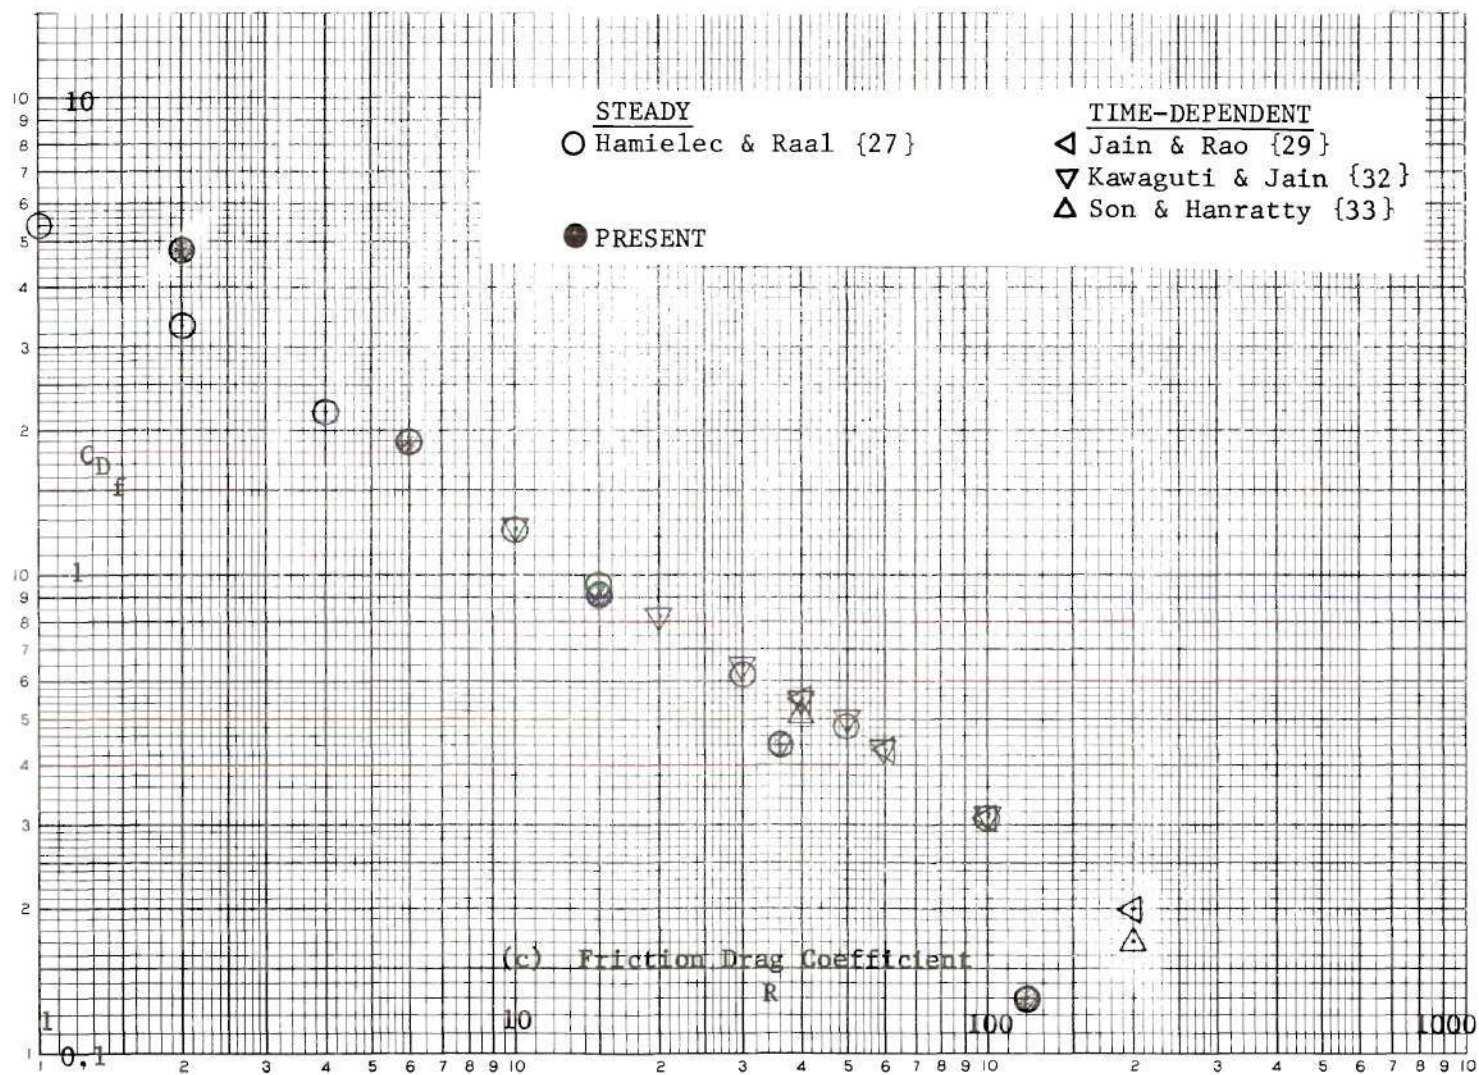 10
10
9
8
7
6
5
4
3
2
10
9
8
7
6
5
4
3
2
1
STEADY
Hamielec & Raal {27}
PRESENT
TIME-DEPENDENT
Jain & Rao {29}
Kawaguti & Jain {32}
Son & Hanratty {33}
C
D
f
1
(c) Friction Drag Coefficient
R
1
10
100
1000
0.1
1 2 3 4 5 6 7 8 9 10 2 3 4 5 6 7 8 9 10 2 3 4 5 6 7 8 9 10